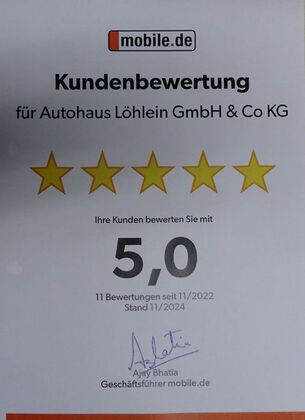 mobile.de
Kundenbewertung
für Autohaus Löhlein GmbH & Co KG
Ihre Kunden bewerten Sie mit
5,0
11 Bewertungen seit 11/2022
Stand 11/2024
Ajay Bhatia
Geschäftsführer mobile.de